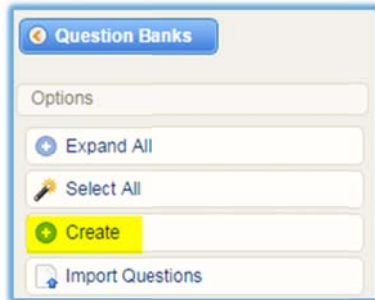 Question Banks
Options
Expand All
Select All
Create
Import Questions